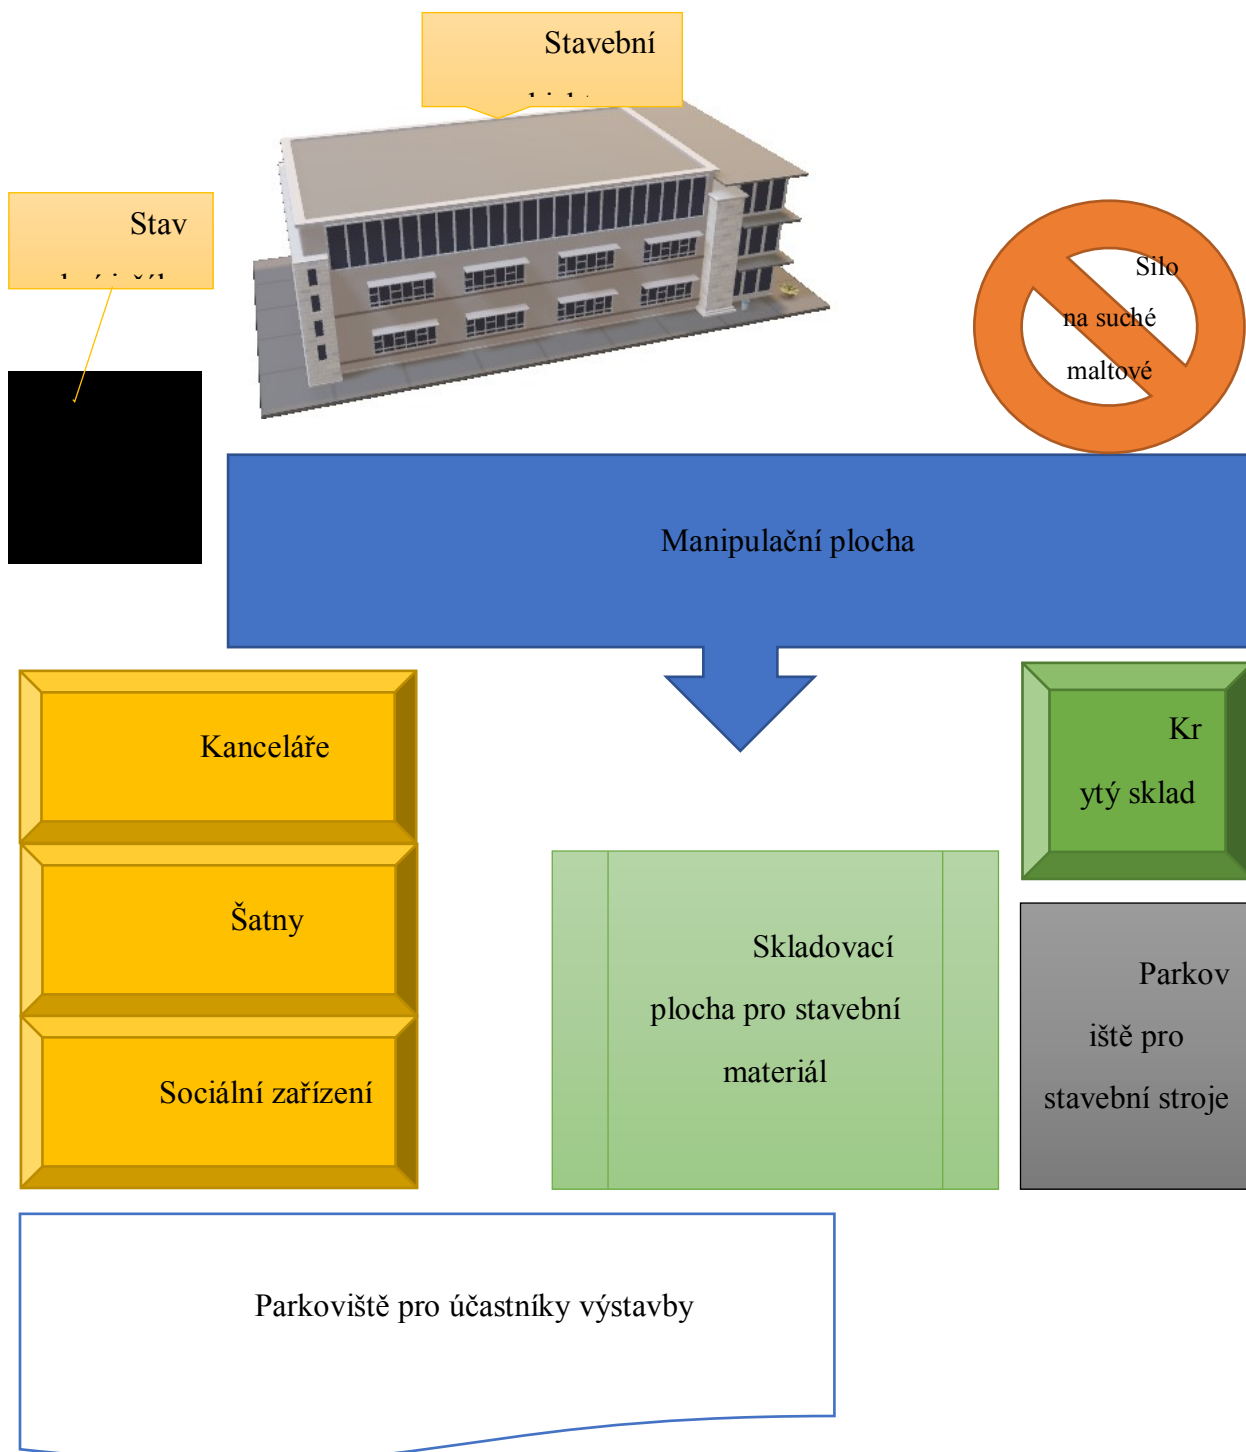 Stavební
Stav
Silo
na suché
maltové
Manipulační plocha
Kanceláře
Kr
ytý sklad
Šatny
Skladovací
plocha pro stavební
materiál
Parkov
iště pro
stavební stroje
Sociální zařízení
Parkoviště pro účastníky výstavby